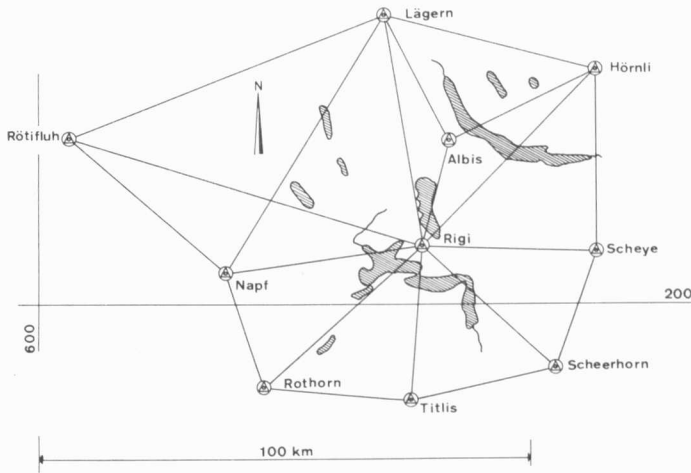 Lägern
Hörnli
N
Rötifluh
Albis
Rigi
Scheye
Napf
200
600
Scheerhorn
Rothorn
Titlis
100 km